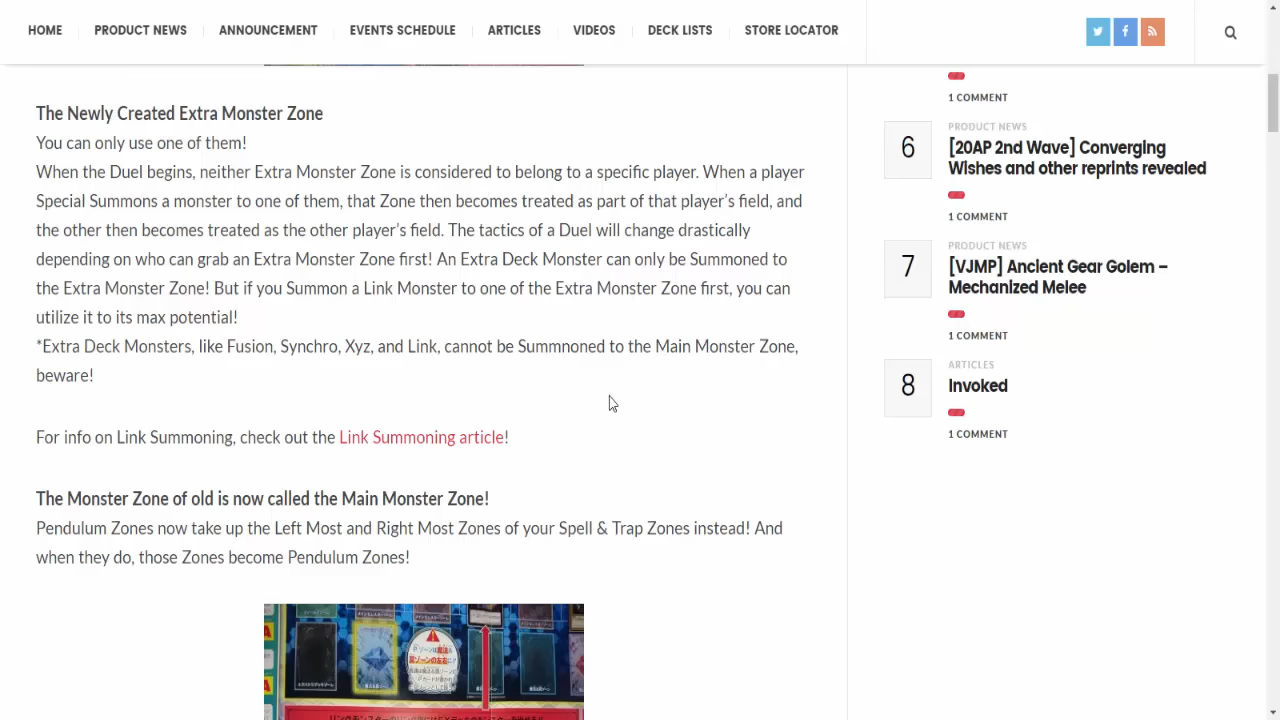 HOME PRODUCT NEWS ANNOUNCEMENT EVENTS SCHEDULE ARTICLES VIDEOS DECK LISTS STORE LOCATOR
The Newly Created Extra Monster Zone
You can only use one of them!
When the Duel begins, neither Extra Monster Zone is considered to belong to a specific player. When a player
Special Summons a monster to one of them, that Zone then becomes treated as part of that player's field, and
the other then becomes treated as the other player's field. The tactics of a Duel will change drastically
depending on who can grab an Extra Monster Zone first! An Extra Deck Monster can only be Summoned to
the Extra Monster Zone! But if you Summon a Link Monster to one of the Extra Monster Zone first, you can
utilize it to its max potential!
*Extra Deck Monsters, like Fusion, Synchro, Xyz, and Link, cannot be Summnoned to the Main Monster Zone,
beware!
For info on Link Summoning, check out the Link Summoning article!
The Monster Zone of old is now called the Main Monster Zone!
Pendulum Zones now take up the Left Most and Right Most Zones of your Spell & Trap Zones instead! And
when they do, those Zones become Pendulum Zones!
1 COMMENT
6
PRODUCT NEWS
[20AP 2nd Wave] Converging
Wishes and other reprints revealed
1 COMMENT
7
PRODUCT NEWS
[VJMP] Ancient Gear Golem –
Mechanized Melee
1 COMMENT
8
ARTICLES
Invoked
1 COMMENT